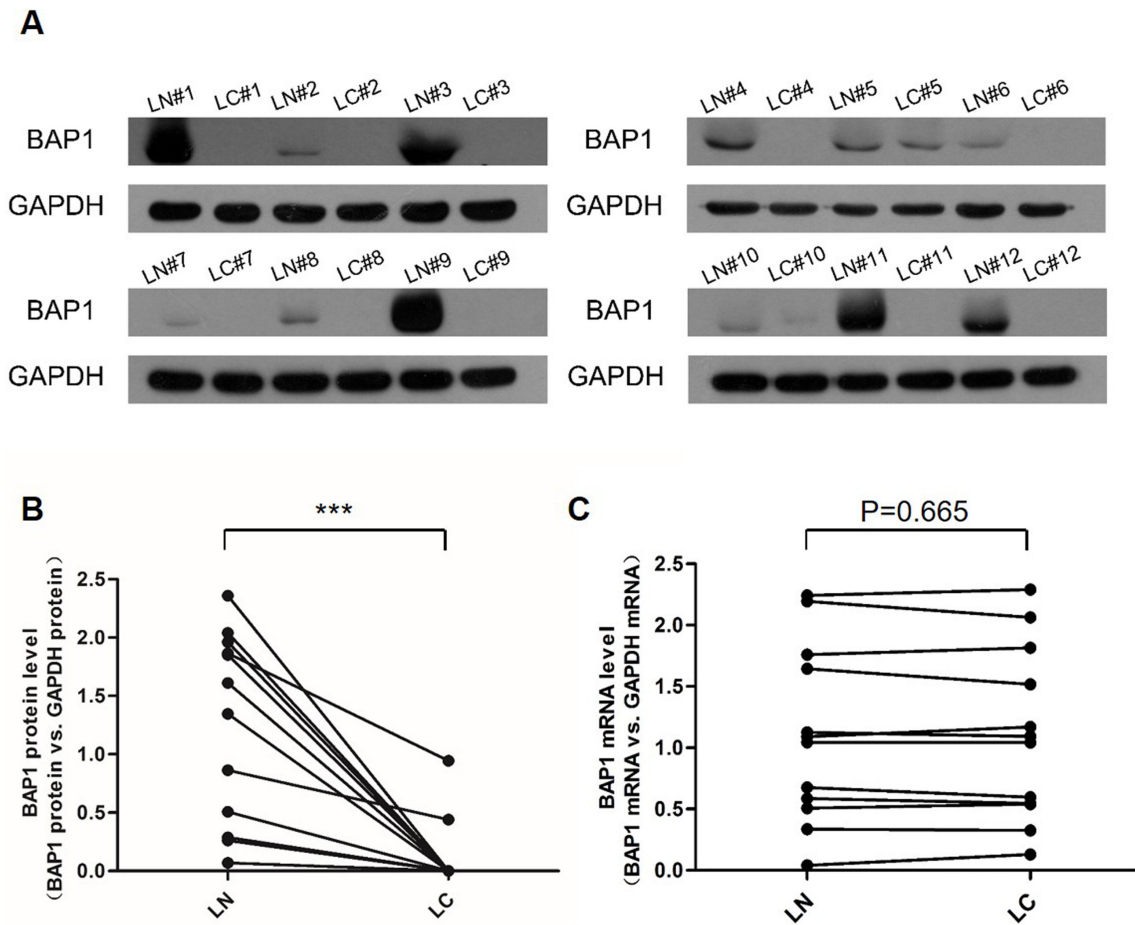 A
LN#1 LC#1 LN#2 LC#2 LN#3 LC#3
BAP1
GAPDH
LN#4 LC#4 LN#5 LC#5 LN#6 LC#6
BAP1
GAPDH
LN#7 LC#7 LN#8 LC#8 LN#9 LC#9
BAP1
GAPDH
LN#10 LC#10 LN#11 LC#11 LN#12 LC#12
BAP1
GAPDH
B
***
BAP1 protein level
(BAP1 protein vs. GAPDH protein)
2.5
2.0
1.5
1.0
0.5
0.0
LN LC
C
P=0.665
BAP1 mRNA level
(BAP1 mRNA vs. GAPDH mRNA)
2.5
2.0
1.5
1.0
0.5
0.0
LN LC